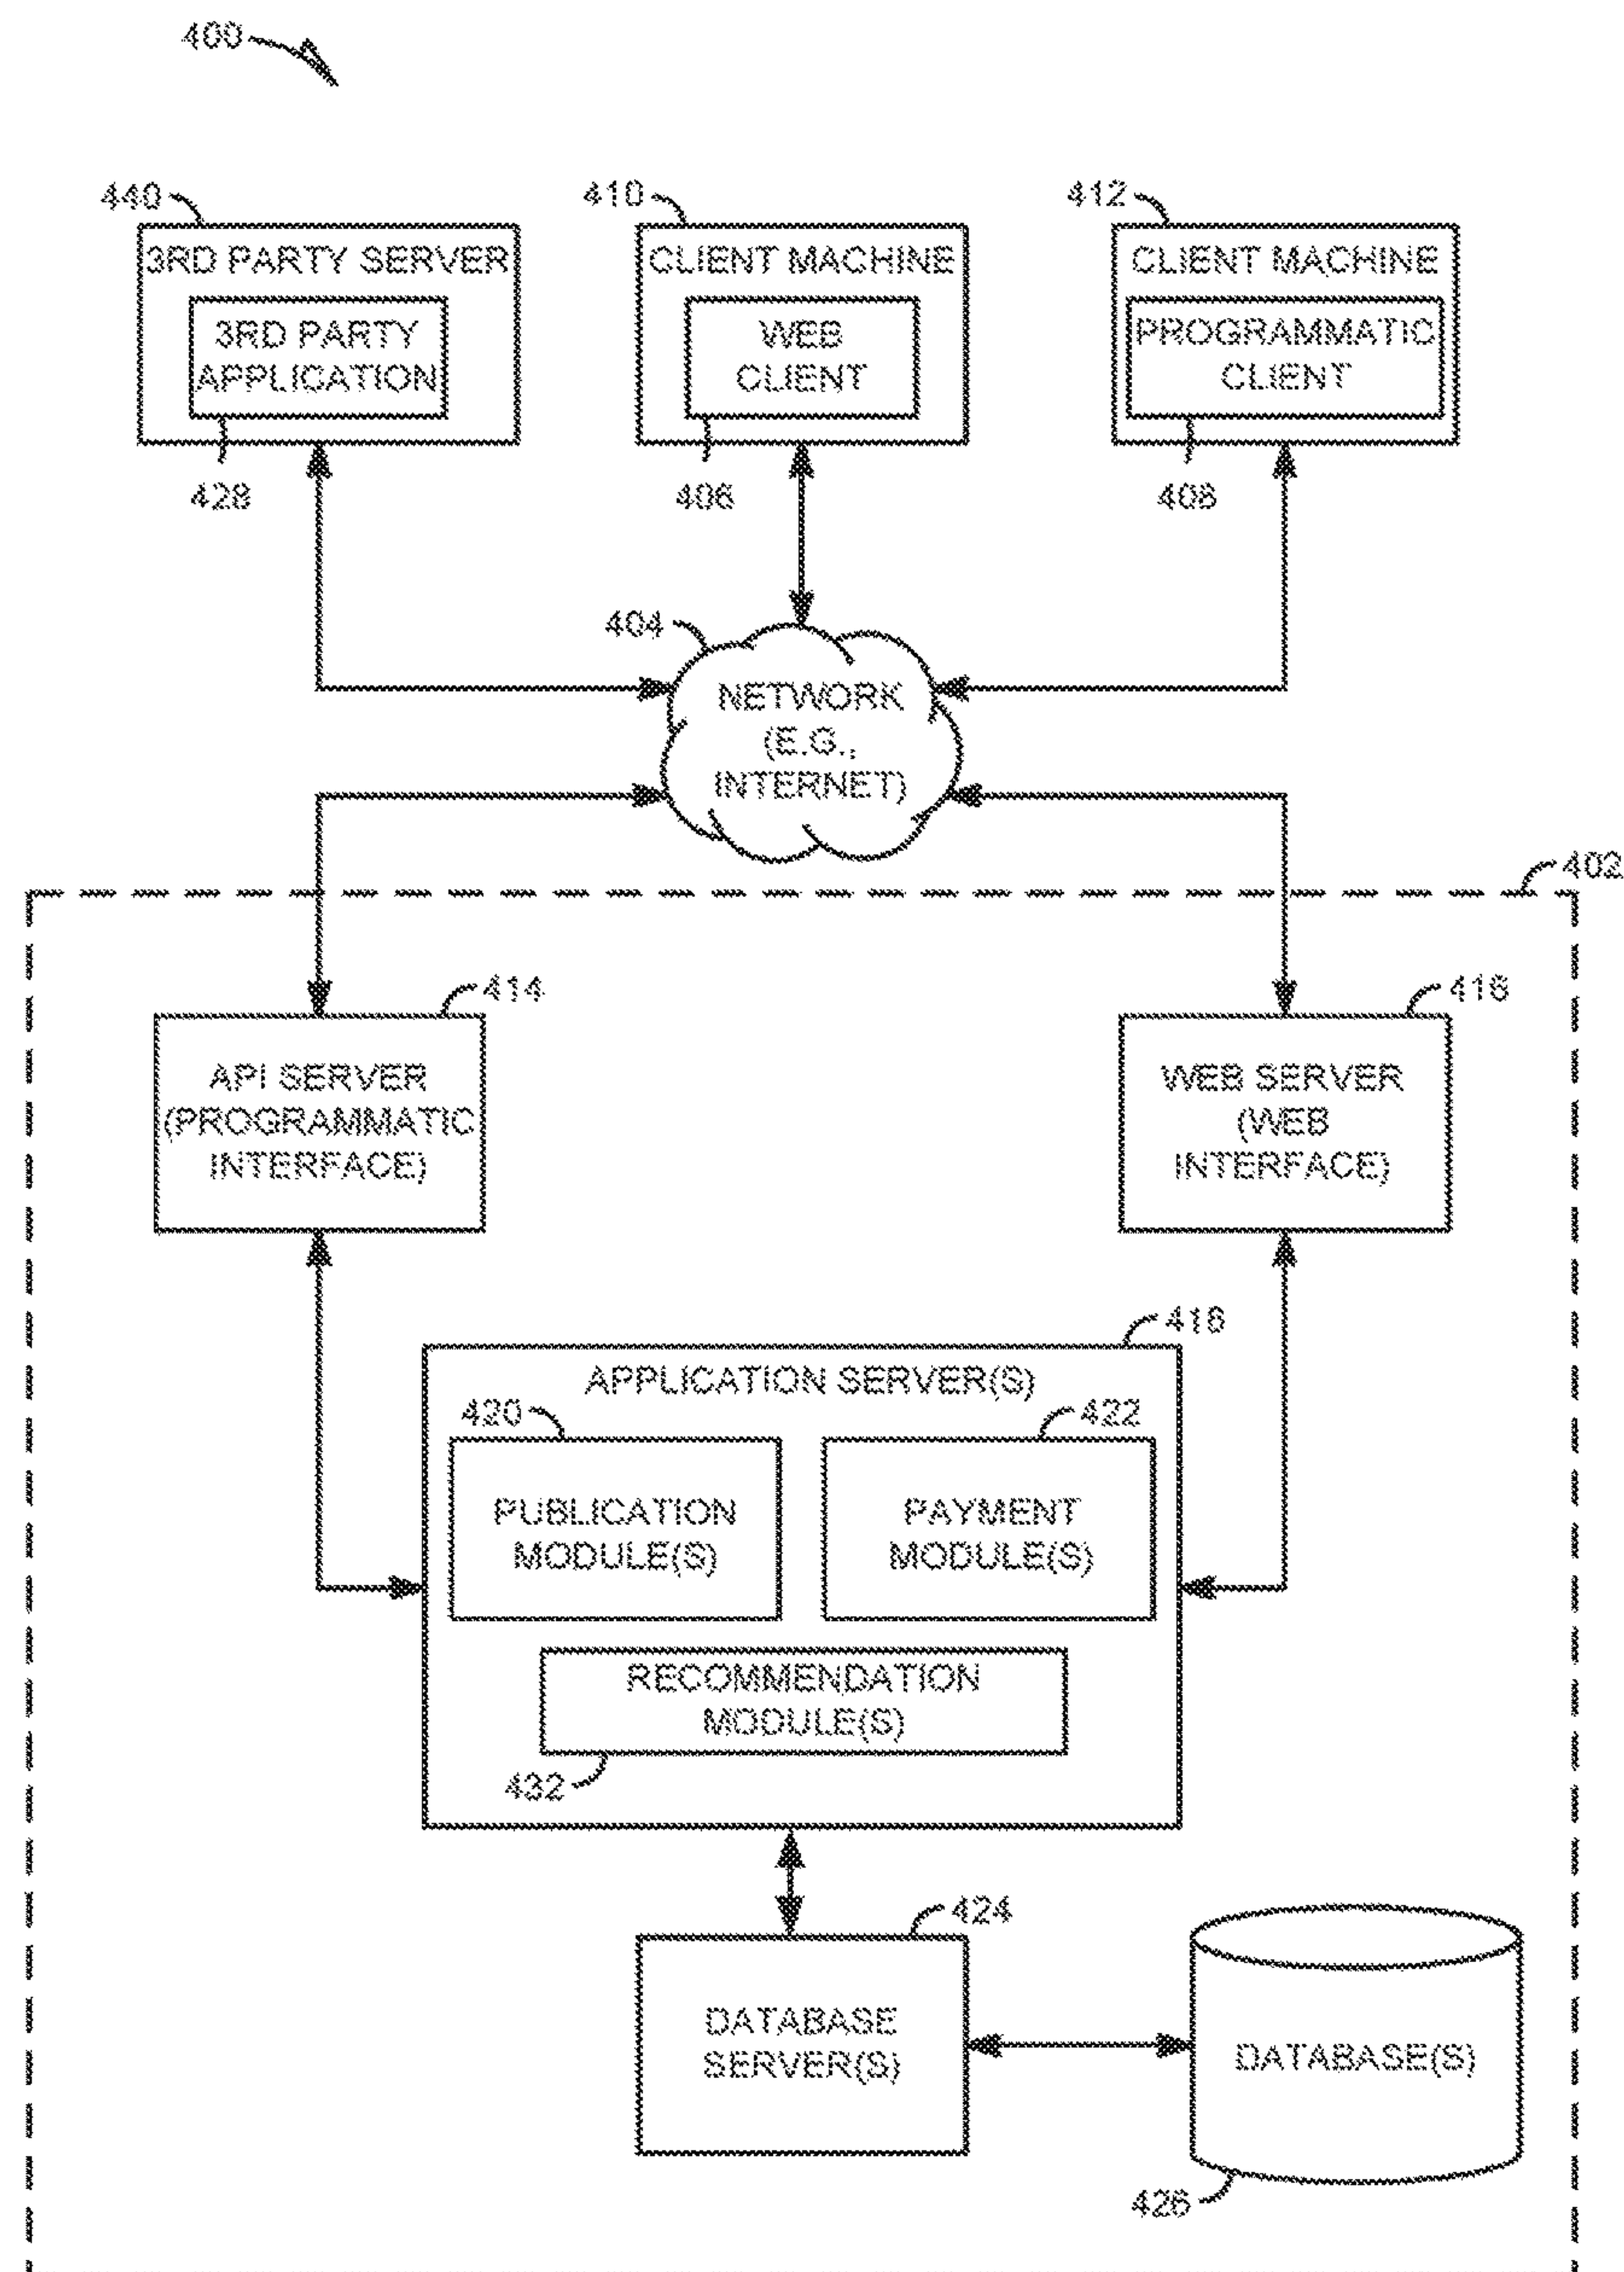 400
440
410
412
3RD PARTY SERVER
CLIENT MACHINE
CLIENT MACHINE
3RD PARTY
APPLICATION
WEB
CLIENT
PROGRAMMATIC
CLIENT
428
406
408
404
NETWORK
(E.G.,
INTERNET)
402
414
416
API SERVER
(PROGRAMMATIC
INTERFACE)
WEB SERVER
(WEB
INTERFACE)
418
APPLICATION SERVER(S)
420
422
PUBLICATION
MODULE(S)
PAYMENT
MODULE(S)
RECOMMENDATION
MODULE(S)
432
424
DATABASE
SERVER(S)
DATABASE(S)
426